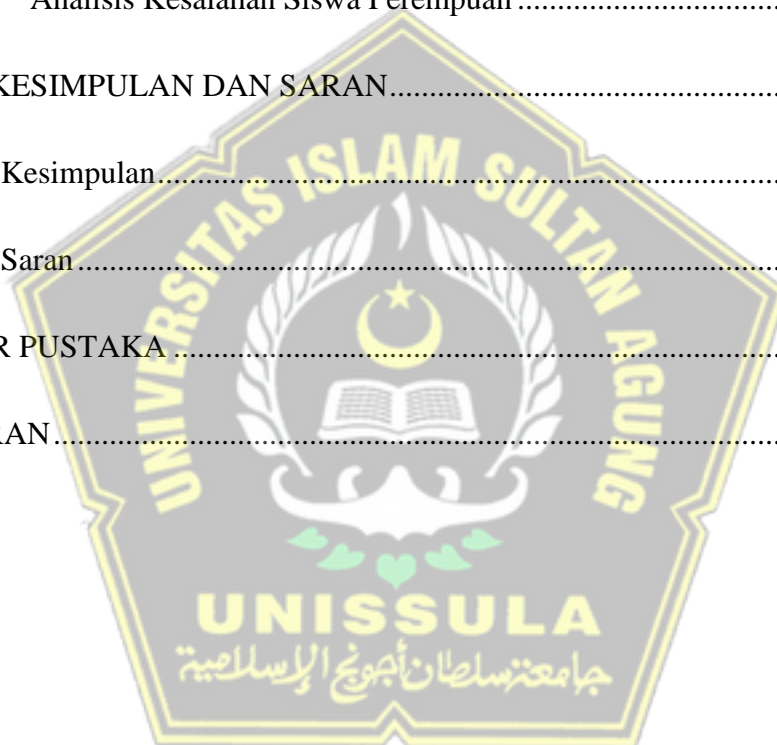 Analisis Kesalahan Siswa Perempuan ..................................
KESIMPULAN DAN SARAN..................................................
Kesimpulan...............................................................................
Saran .........................................................................................
R PUSTAKA .............................................................................
RAN............................................................................................
UNIVERSITAS ISLAM SULTAN AGUNG
UNISSULA
جامعة سلطان أجونج الإسلامية